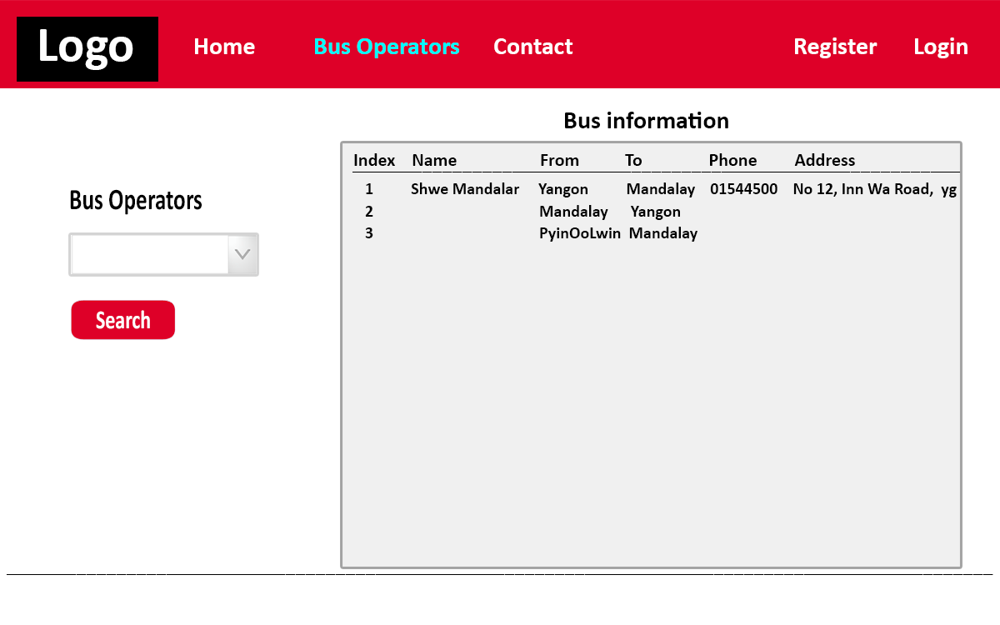 Logo Home Bus Operators Contact Register Login
Bus information
Index Name From To Phone Address
1 Shwe Mandalar Yangon Mandalay 01544500 No 12, Inn Wa Road, yg
2 Mandalay Yangon
3 PyinOoLwin Mandalay
Bus Operators
Search